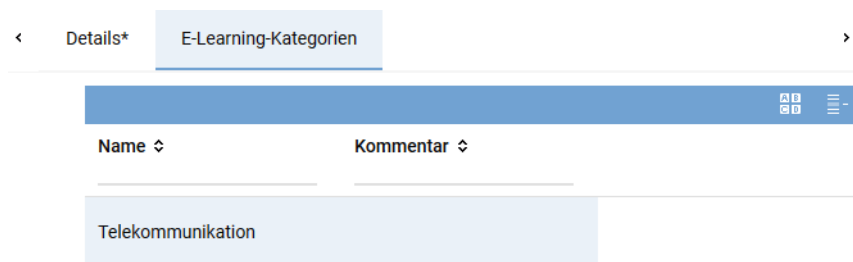 Details* E-Learning-Kategorien
A B
C D
Name Kommentar
Telekommunikation